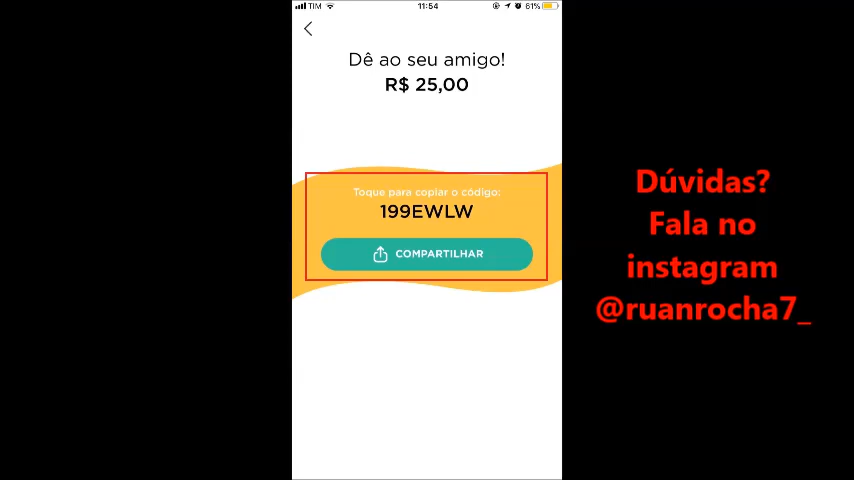 TIM 11:54 61%
Dê ao seu amigo!
R$ 25,00
Toque para copiar o código:
199EWLW
COMPARTILHAR
Dúvidas?
Fala no
instagram
@ruanrocha7_